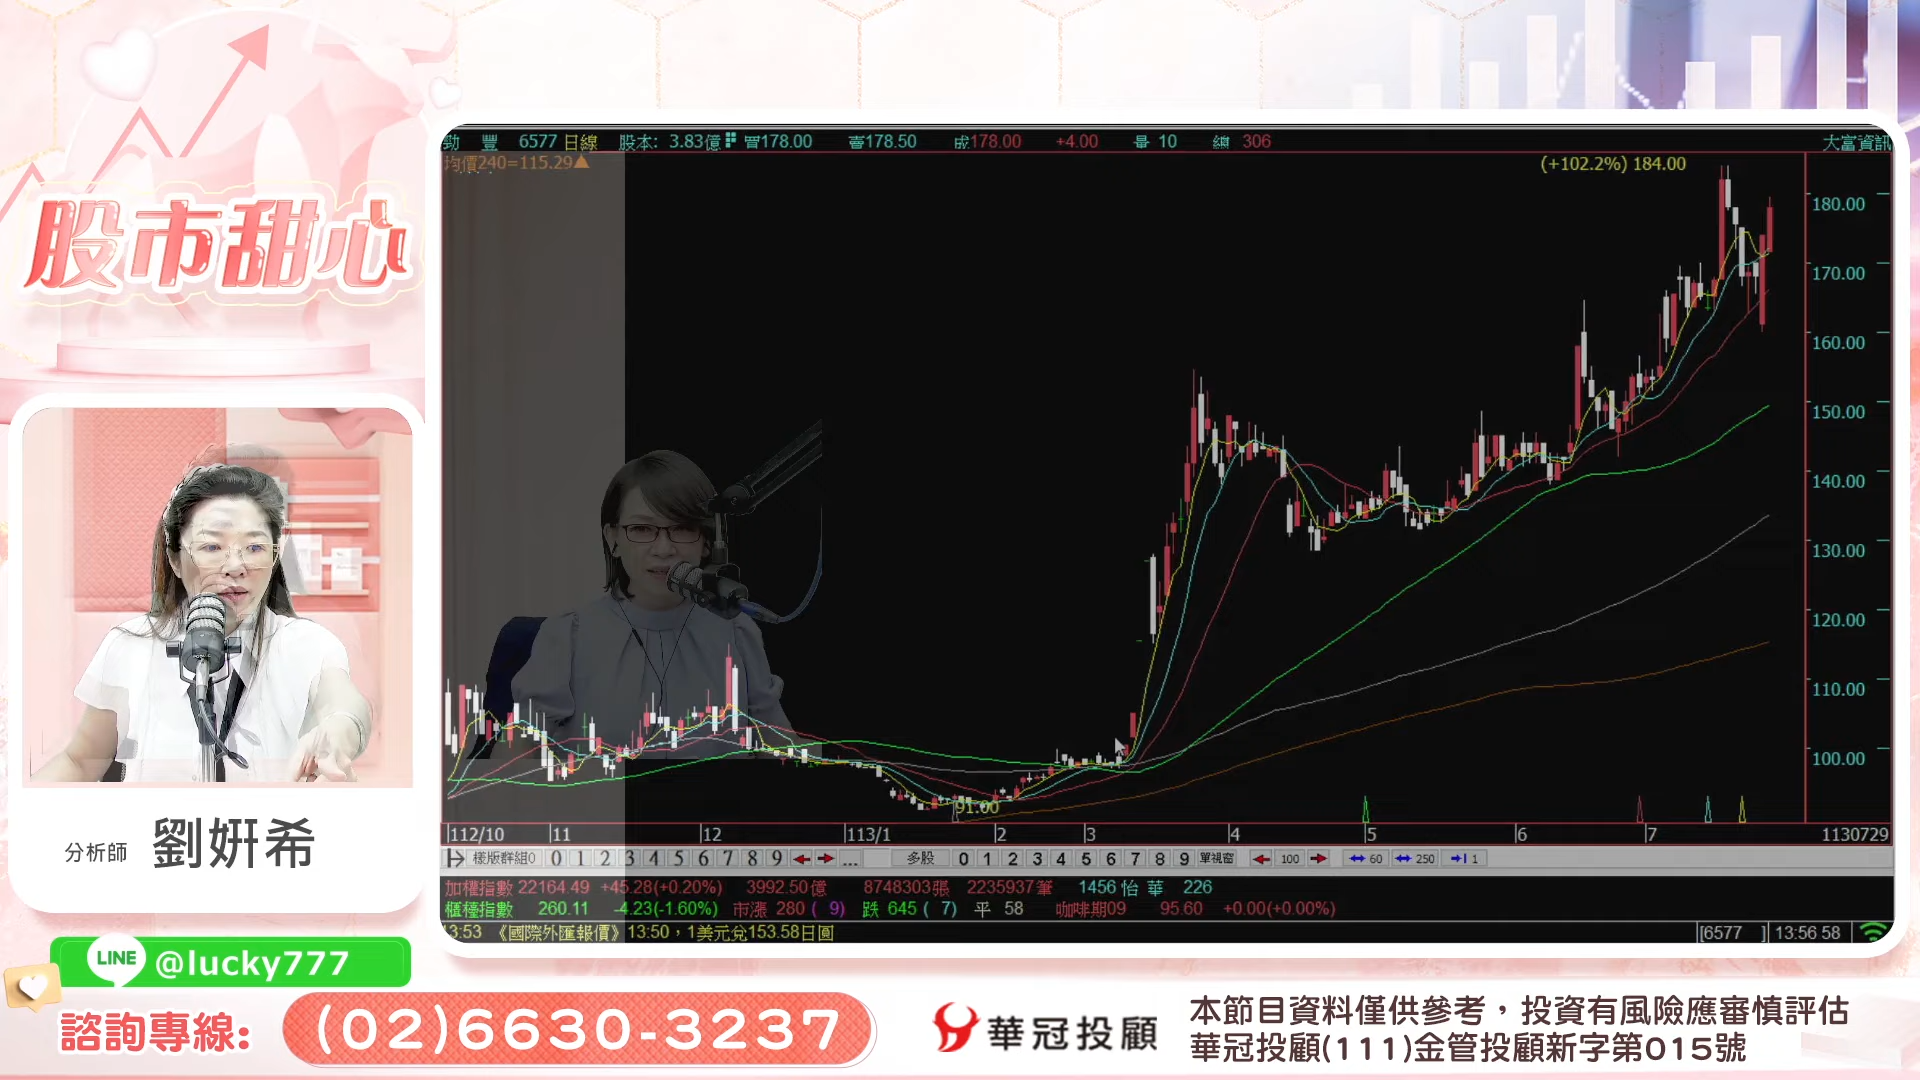 股市甜心
分析師 劉妍希
LINE @lucky777
諮詢專線: (02)6630-3237
華冠投顧
本節目資料僅供參考，投資有風險應審慎評估
華冠投顧(111)金管投顧新字第015號
勁 豐 6577 日線 股本: 3.83億 買178.00 賣178.50 成178.00 +4.00 量 10 總 306 大富資訊
均價240=115.29▲
(+102.2%) 184.00
180.00
170.00
160.00
150.00
140.00
130.00
120.00
110.00
100.00
91.00
112/10 11 12 113/1 2 3 4 5 6 7 1130729
樣版群組0 0 1 2 3 4 5 6 7 8 9 ... 多股 0 1 2 3 4 5 6 7 8 9 單視窗 100 60 250 1
加權指數 22164.49 +45.28(+0.20%) 3992.50億 8748303張 2235937筆 1456 怡 華 226
櫃檯指數 260.11 -4.23(-1.60%) 市漲 280 ( 9) 跌 645 ( 7) 平 58 咖啡期09 95.60 +0.00(+0.00%)
13:53 《國際外匯報價》13:50，1美元兌153.58日圓
[6577 ] 13:56 58